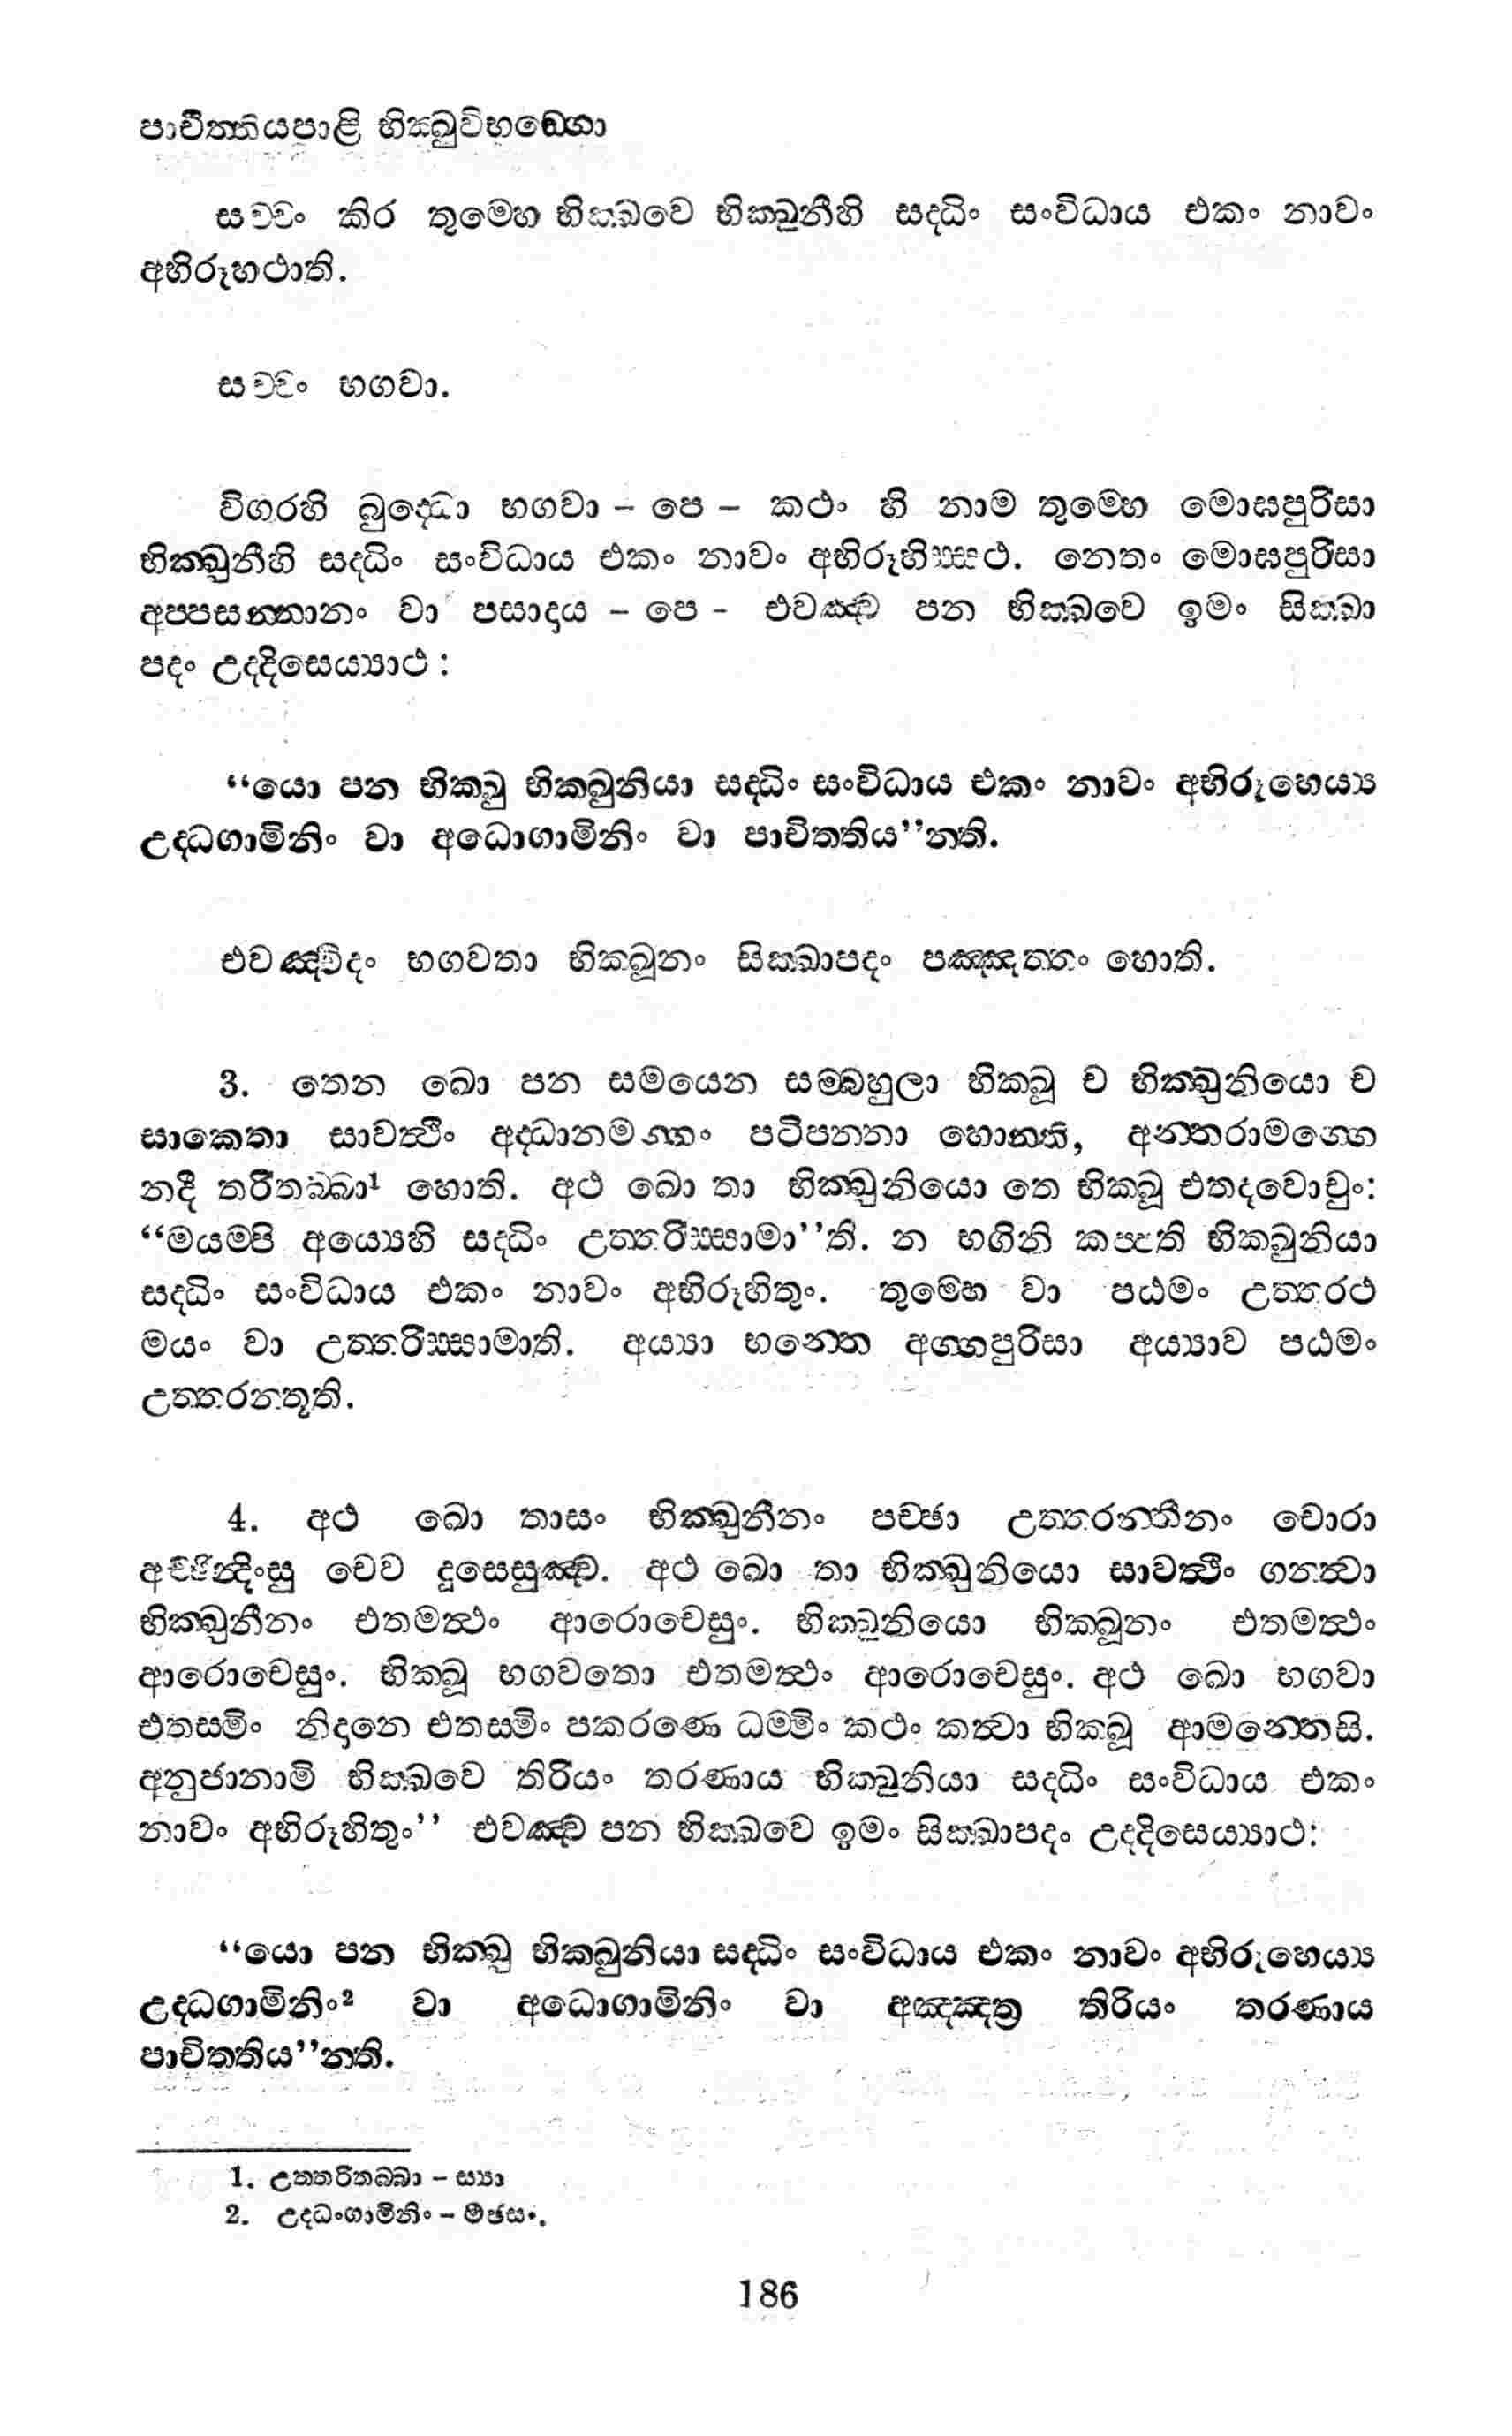 පාචිත්තියපාළි භික්ඛුවිභඞ්ගො
සච්චං කිර තුම්හෙ භික්ඛවෙ භික්ඛුනීහි සද්ධිං සංවිධාය එකං නාවං
අභිරූහථාති.
සච්චං භගවා.
විගරහි බුද්ධො භගවා – පෙ – කථං හි නාම තුම්හෙ මොඝපුරිසා
භික්ඛුනීහි සද්ධිං සංවිධාය එකං නාවං අභිරූහිස්සථ. නෙතං මොඝපුරිසා
අප්පසන්නානං වා පසාදාය – පෙ - එවඤ්ච පන භික්ඛවෙ ඉමං සික්ඛා
පදං උද්දිසෙය්‍යාථ :
“යො පන භික්ඛු භික්ඛුනියා සද්ධිං සංවිධාය එකං නාවං අභිරූහෙය්‍ය
උද්ධගාමිනිං වා අධොගාමිනිං වා පාචිත්තිය”න්ති.
එවඤ්චිදං භගවතා භික්ඛූනං සික්ඛාපදං පඤ්ඤත්තං හොති.
3. තෙන ඛො පන සමයෙන සම්බහුලා භික්ඛූ ච භික්ඛුනියො ච
සාකෙතා සාවත්ථිං අද්ධානමග්ගං පටිපන්නා හොන්ති, අන්තරාමග්ගෙ
නදී තරිතබ්බා¹ හොති. අථ ඛො තා භික්ඛුනියො තෙ භික්ඛූ එතදවොචුං:
“මයම්පි අය්‍යෙහි සද්ධිං උත්තරිස්සාමා”ති. න භගිනි කප්පති භික්ඛුනියා
සද්ධිං සංවිධාය එකං නාවං අභිරූහිතුං. තුම්හෙ වා පඨමං උත්තරථ
මයං වා උත්තරිස්සාමාති. අය්‍යා භන්තෙ අග්ගපුරිසා අය්‍යාව පඨමං
උත්තරන්තූති.
4. අථ ඛො තාසං භික්ඛුනීනං පච්ඡා උත්තරන්තීනං චොරා
අච්ඡින්දිංසු චෙව දූසෙසුඤ්ච. අථ ඛො තා භික්ඛුනියො සාවත්ථිං ගන්ත්වා
භික්ඛුනීනං එතමත්ථං ආරොචෙසුං. භික්ඛුනියො භික්ඛූනං එතමත්ථං
ආරොචෙසුං. භික්ඛූ භගවතො එතමත්ථං ආරොචෙසුං. අථ ඛො භගවා
එතස්මිං නිදානෙ එතස්මිං පකරණෙ ධම්මිං කථං කත්වා භික්ඛූ ආමන්තෙසි.
අනුජානාමි භික්ඛවෙ තිරියං තරණාය භික්ඛුනියා සද්ධිං සංවිධාය එකං
නාවං අභිරූහිතුං” එවඤ්ච පන භික්ඛවෙ ඉමං සික්ඛාපදං උද්දිසෙය්‍යාථ:
“යො පන භික්ඛු භික්ඛුනියා සද්ධිං සංවිධාය එකං නාවං අභිරූහෙය්‍ය
උද්ධගාමිනිං² වා අධොගාමිනිං වා අඤ්ඤත්‍ර තිරියං තරණාය
පාචිත්තිය”න්ති.
1. උත්තරිතබ්බා – ස්‍යා
2. උද්ධංගාමිනිං – මිඡසං.
186